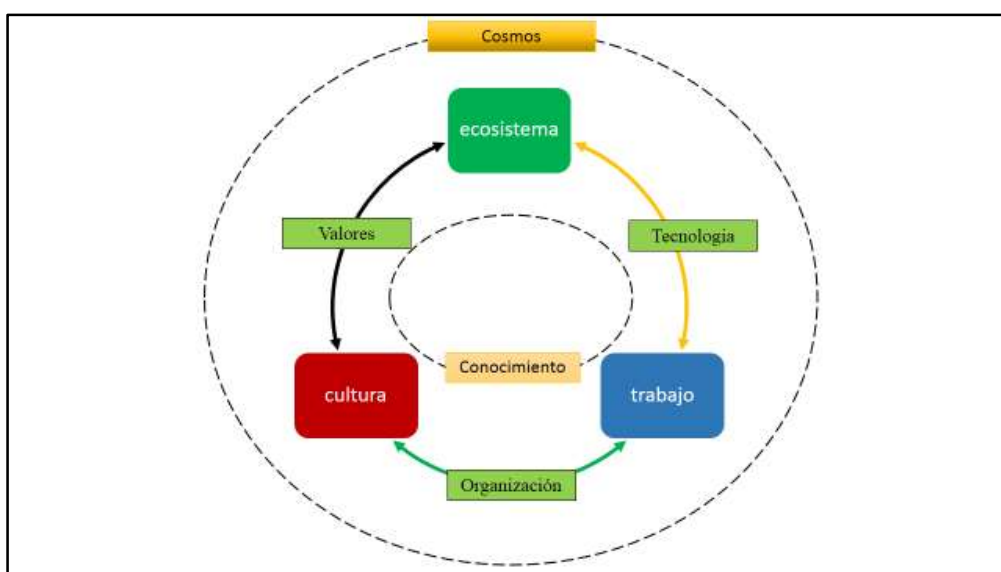 Cosmos
ecosistema
Valores
Tecnologia
Conocimiento
cultura
trabajo
Organización